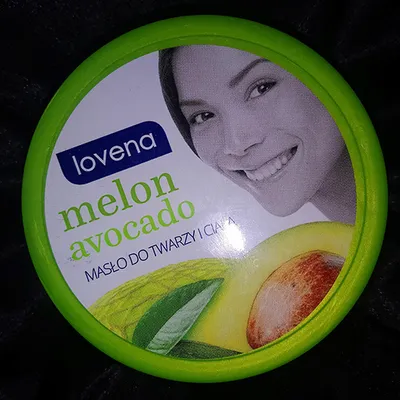 lovena
melon
avocado
MASŁO DO TWARZY I CIAŁA